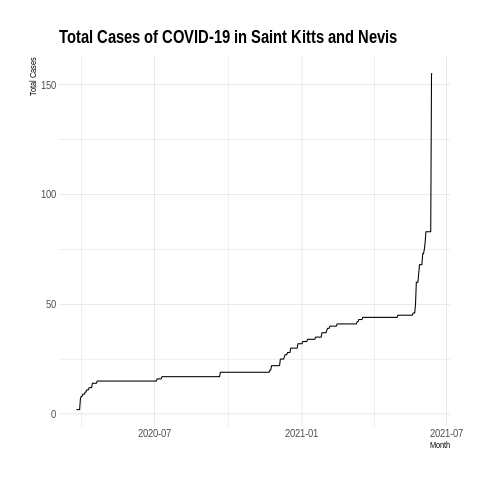 Total Cases of COVID-19 in Saint Kitts and Nevis
Total Cases
150
100
50
0
2020-07
2021-01
2021-07
Month